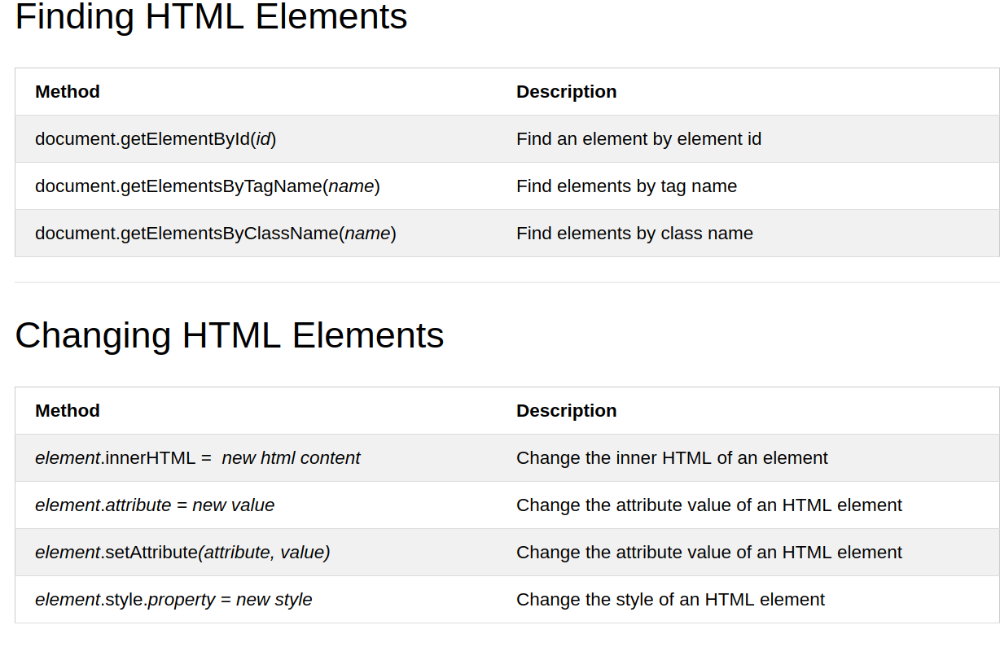 Finding HTML Elements
Method Description
document.getElementById(id) Find an element by element id
document.getElementsByTagName(name) Find elements by tag name
document.getElementsByClassName(name) Find elements by class name
Changing HTML Elements
Method Description
element.innerHTML =  new html content Change the inner HTML of an element
element.attribute = new value Change the attribute value of an HTML element
element.setAttribute(attribute, value) Change the attribute value of an HTML element
element.style.property = new style Change the style of an HTML element